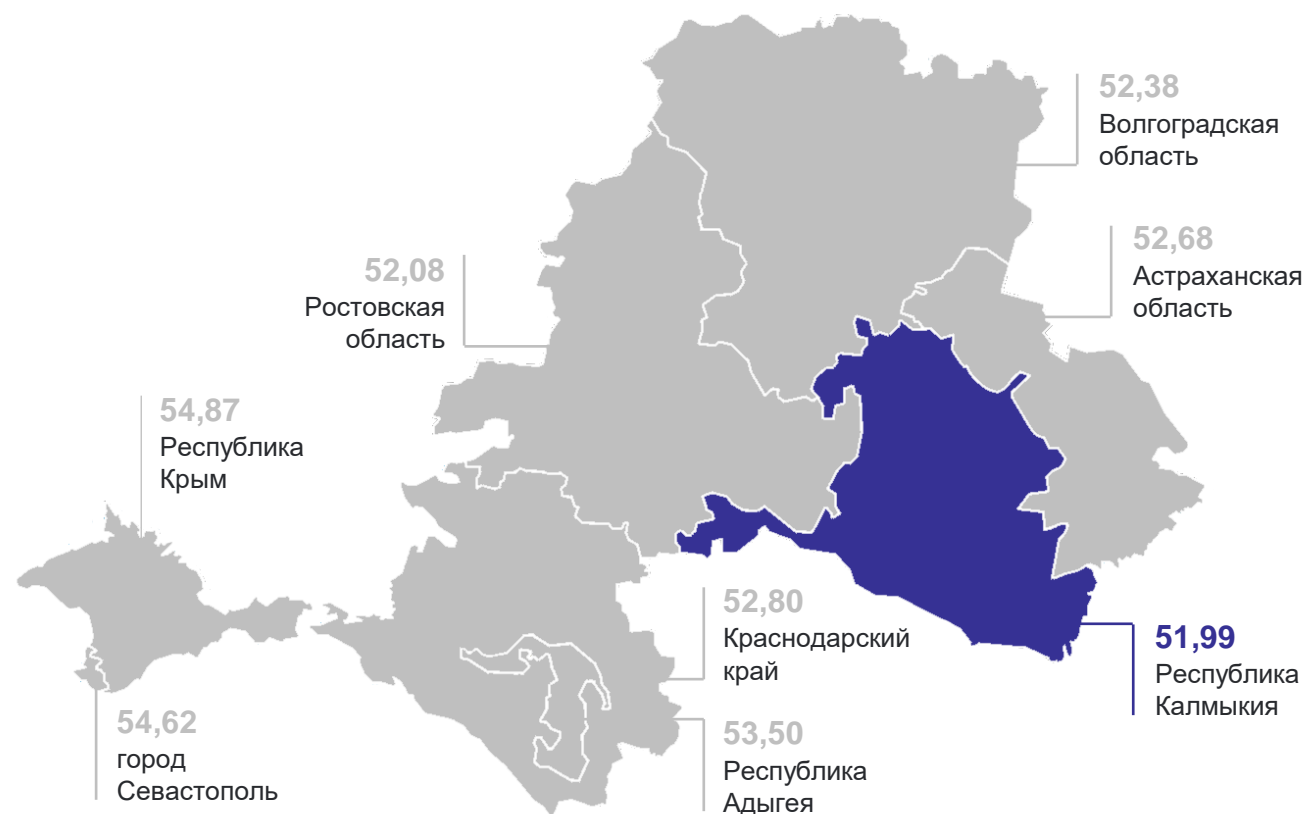 52,38
Волгоградская
область
52,68
Астраханская
область
52,08
Ростовская
область
54,87
Республика
Крым
52,80
Краснодарский
край
51,99
Республика
Калмыкия
54,62
город
Севастополь
53,50
Республика
Адыгея